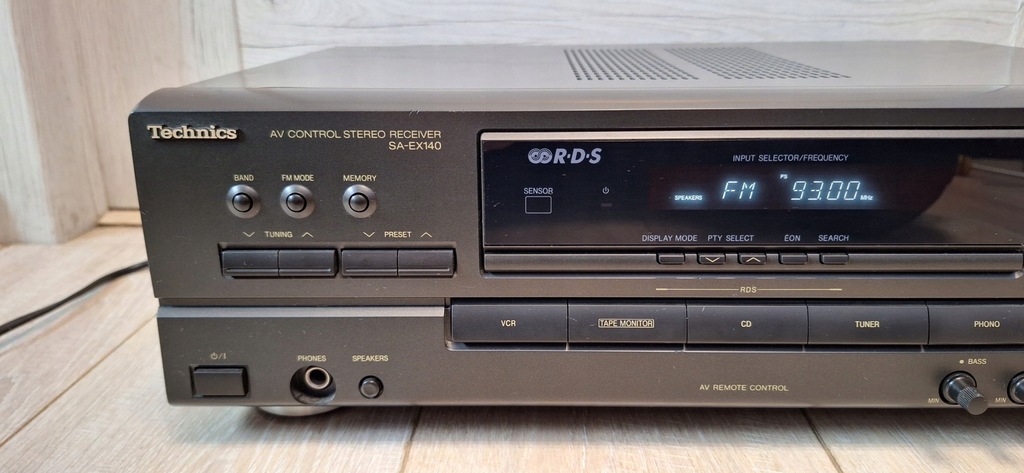 Technics
AV CONTROL STEREO RECEIVER
SA-EX140
BAND FM MODE MEMORY
TUNING PRESET
R·D·S
INPUT SELECTOR/FREQUENCY
SENSOR
SPEAKERS FM PS 93.00 MHz
DISPLAY MODE PTY SELECT EON SEARCH
RDS
VCR TAPE MONITOR CD TUNER PHONO
PHONES SPEAKERS
AV REMOTE CONTROL
BASS
MIN MIN